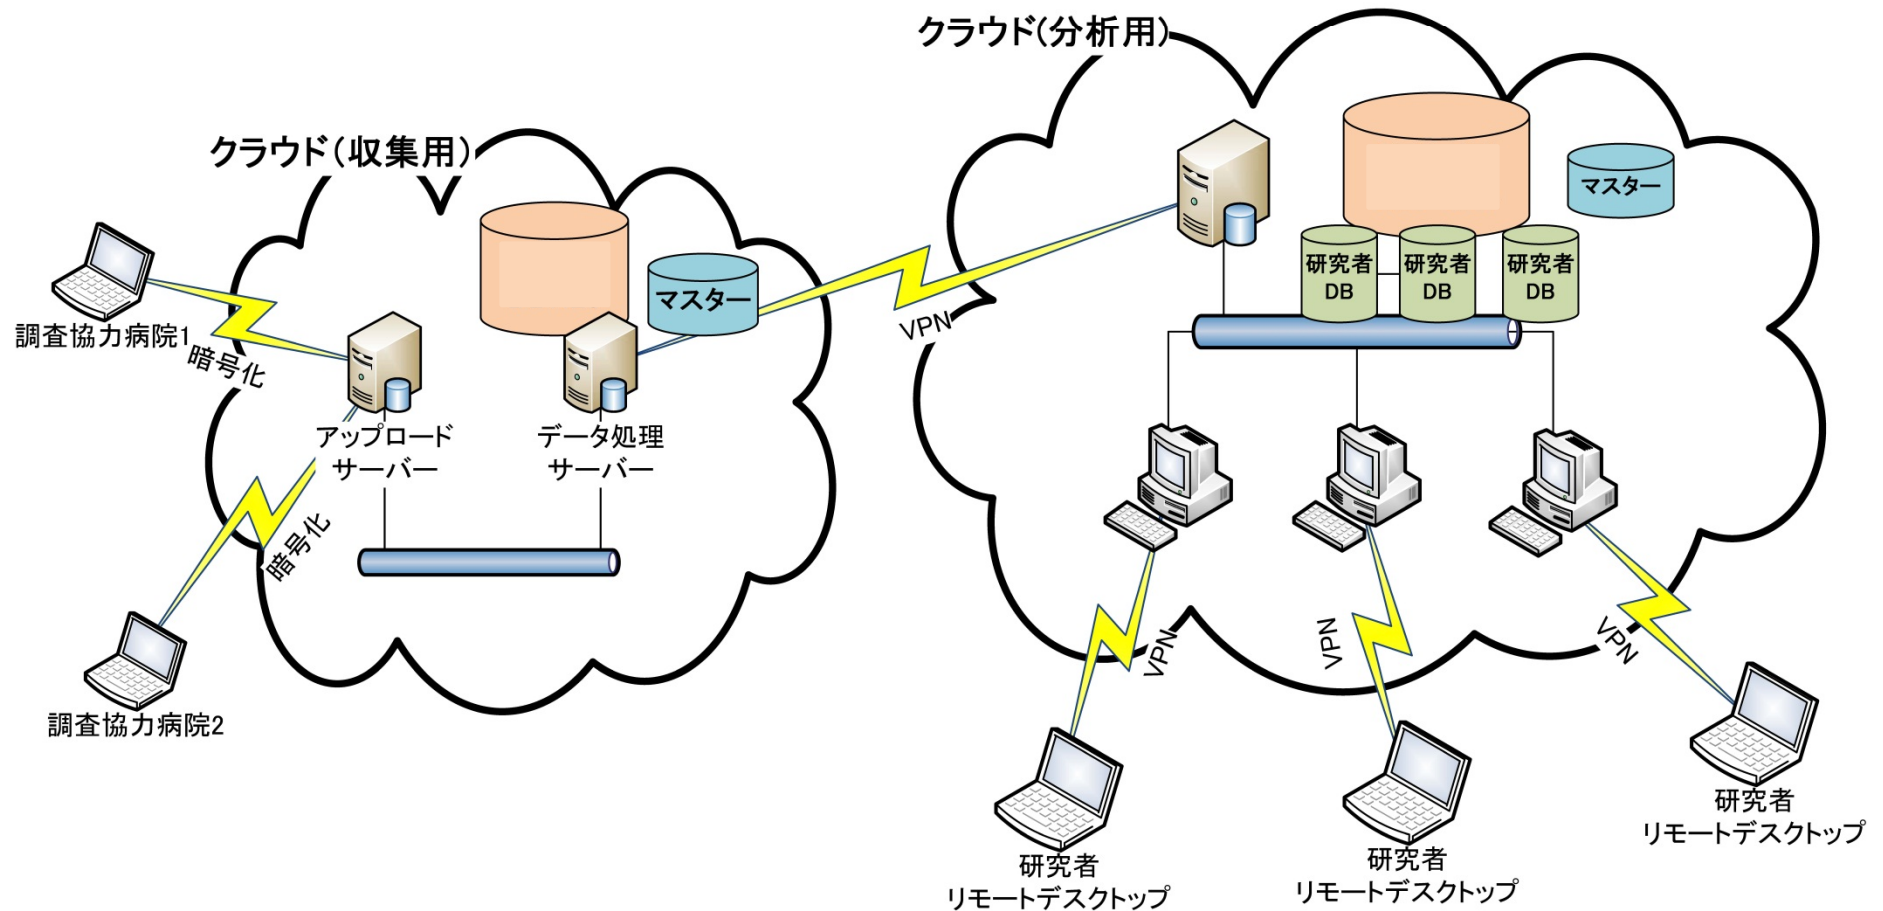 クラウド(分析用)
クラウド(収集用)
マスター
マスター
研究者
DB
研究者
DB
研究者
DB
VPN
調査協力病院1
暗号化
アップロード
サーバー
データ処理
サーバー
暗号化
調査協力病院2
VPN
VPN
VPN
研究者
リモートデスクトップ
研究者
リモートデスクトップ
研究者
リモートデスクトップ